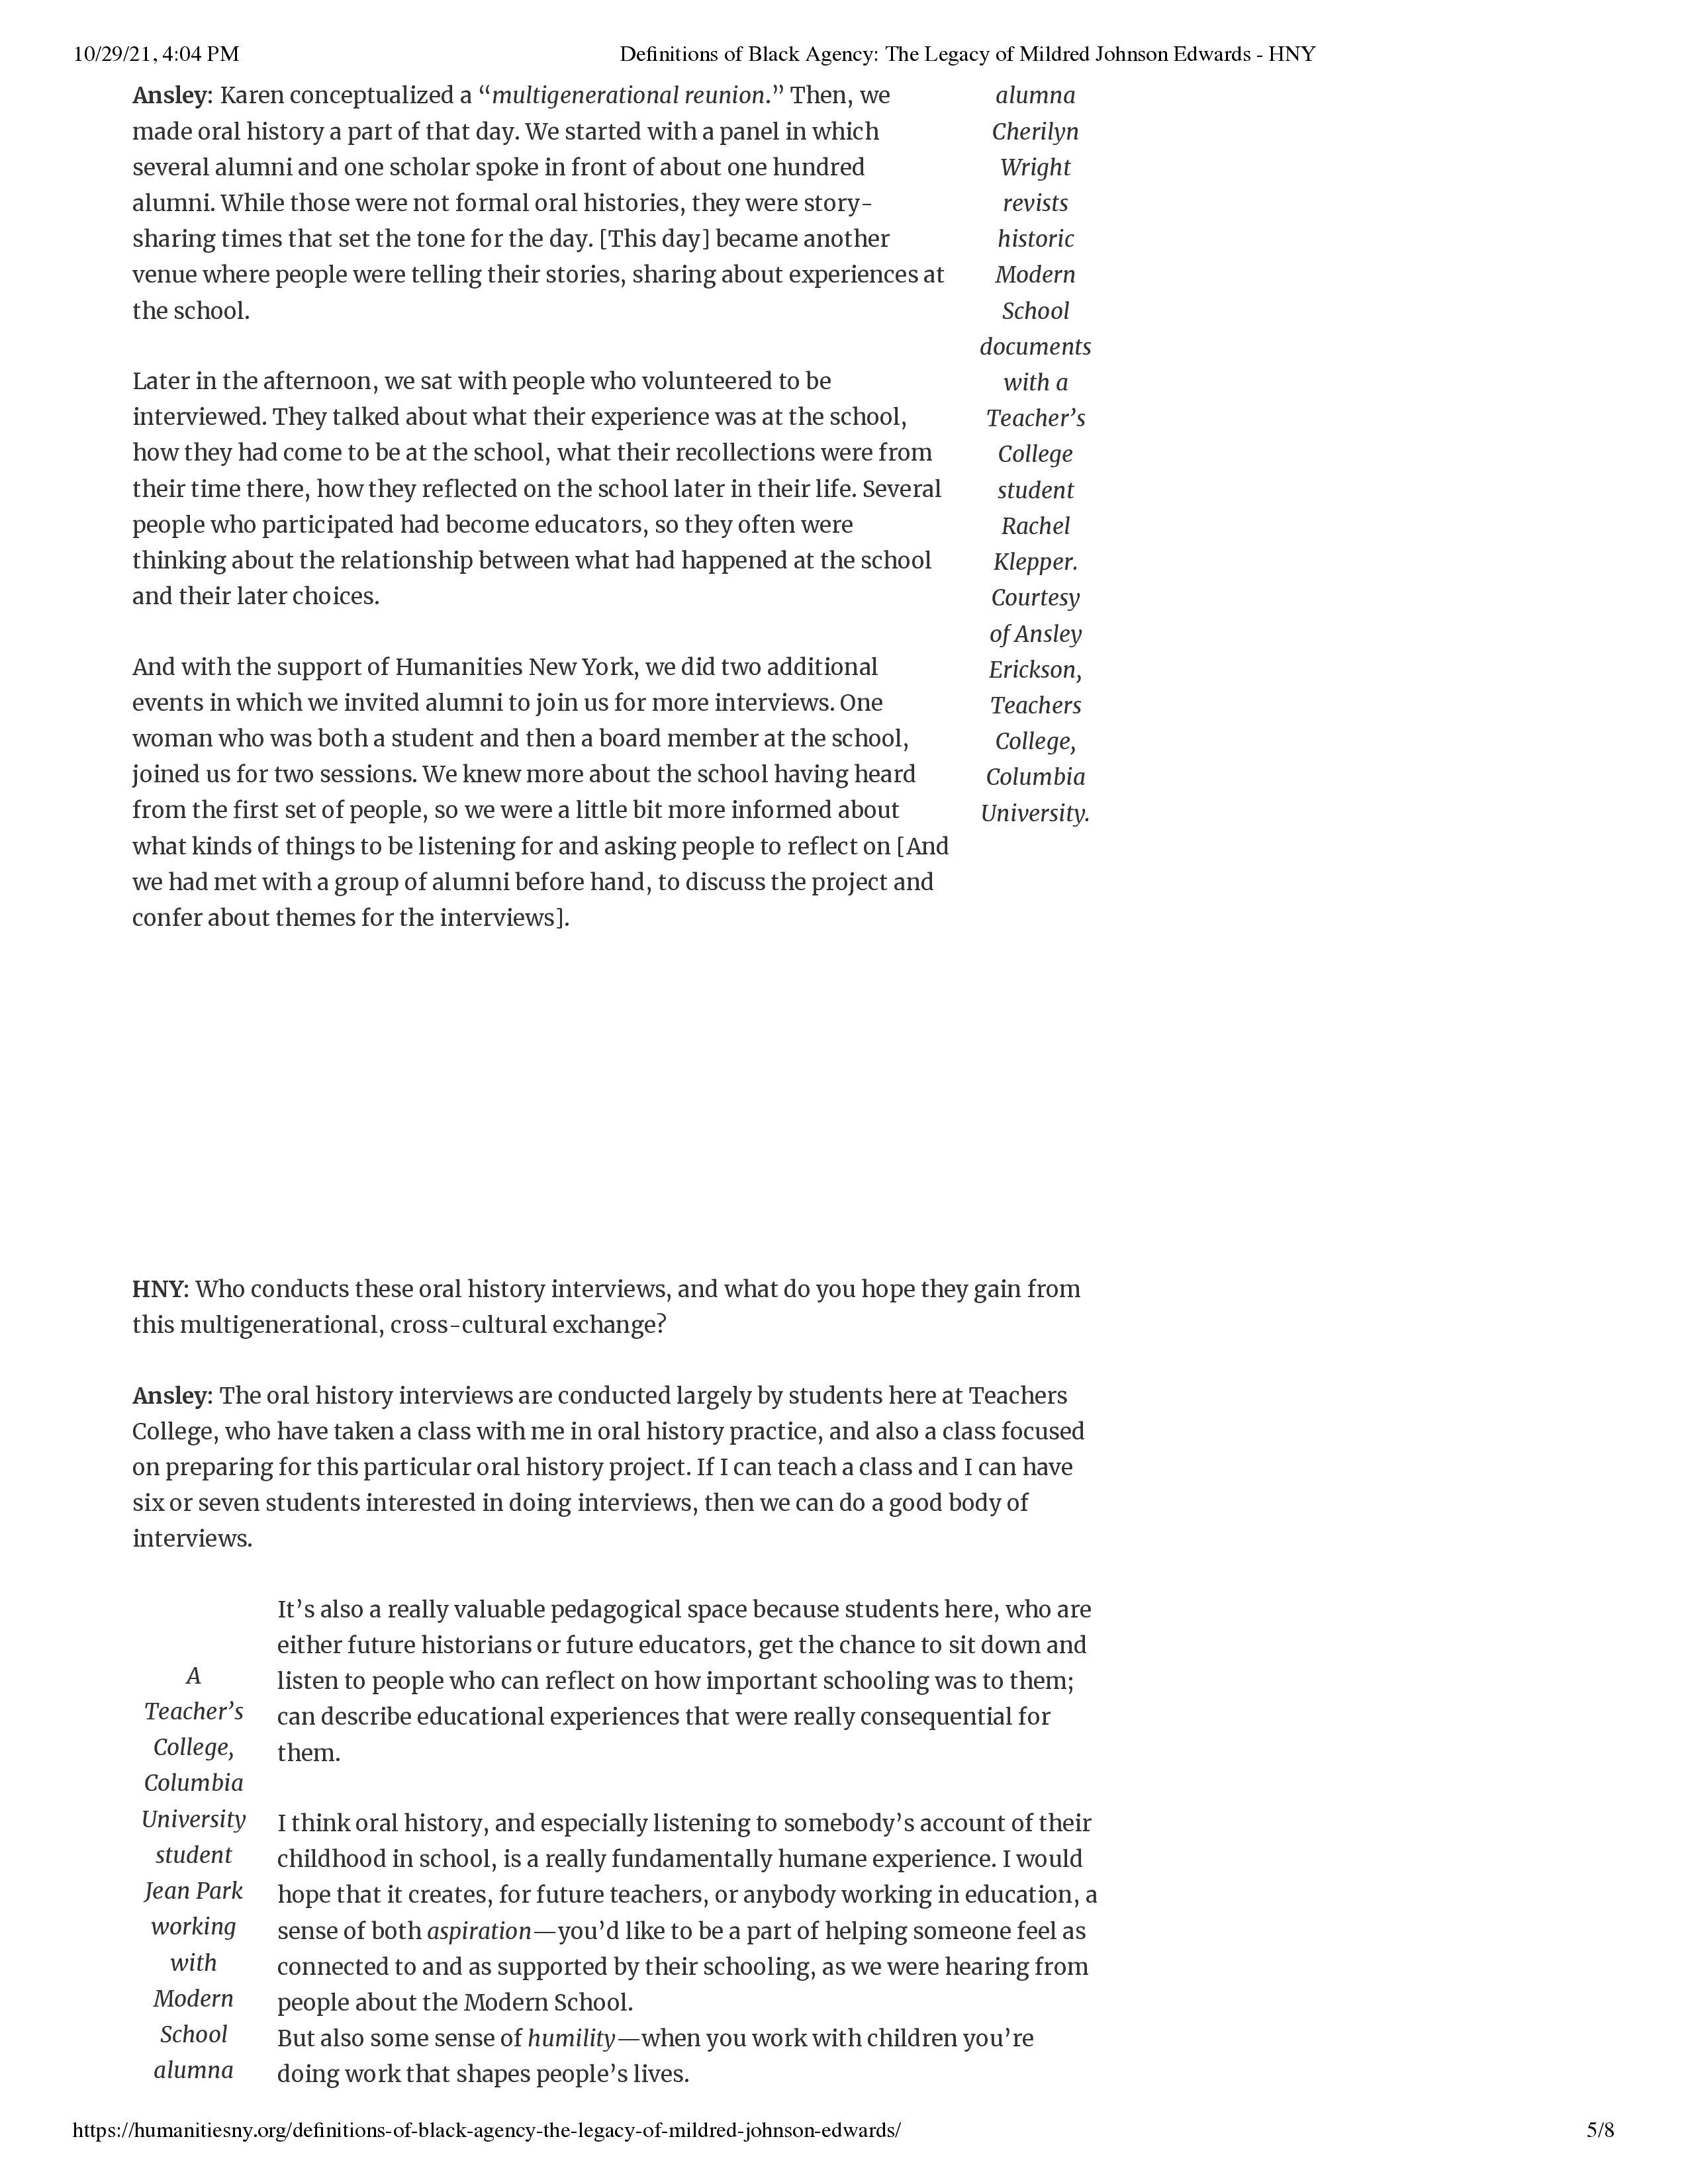 10/29/21, 4:04 PM
Definitions of Black Agency: The Legacy of Mildred Johnson Edwards - HNY
Ansley: Karen conceptualized a “multigenerational reunion.” Then, we
made oral history a part of that day. We started with a panel in which
several alumni and one scholar spoke in front of about one hundred
alumni. While those were not formal oral histories, they were story-
sharing times that set the tone for the day. [This day] became another
venue where people were telling their stories, sharing about experiences at
the school.
Later in the afternoon, we sat with people who volunteered to be
interviewed. They talked about what their experience was at the school,
how they had come to be at the school, what their recollections were from
their time there, how they reflected on the school later in their life. Several
people who participated had become educators, so they often were
thinking about the relationship between what had happened at the school
and their later choices.
And with the support of Humanities New York, we did two additional
events in which we invited alumni to join us for more interviews. One
woman who was both a student and then a board member at the school,
joined us for two sessions. We knew more about the school having heard
from the first set of people, so we were a little bit more informed about
what kinds of things to be listening for and asking people to reflect on [And
we had met with a group of alumni before hand, to discuss the project and
confer about themes for the interviews].
alumna
Cherilyn
Wright
revists
historic
Modern
School
documents
with a
Teacher’s
College
student
Rachel
Klepper.
Courtesy
of Ansley
Erickson,
Teachers
College,
Columbia
University.
HNY: Who conducts these oral history interviews, and what do you hope they gain from
this multigenerational, cross-cultural exchange?
Ansley: The oral history interviews are conducted largely by students here at Teachers
College, who have taken a class with me in oral history practice, and also a class focused
on preparing for this particular oral history project. If I can teach a class and I can have
six or seven students interested in doing interviews, then we can do a good body of
interviews.
A
Teacher’s
College,
Columbia
University
student
Jean Park
working
with
Modern
School
alumna
It’s also a really valuable pedagogical space because students here, who are
either future historians or future educators, get the chance to sit down and
listen to people who can reflect on how important schooling was to them;
can describe educational experiences that were really consequential for
them.
I think oral history, and especially listening to somebody’s account of their
childhood in school, is a really fundamentally humane experience. I would
hope that it creates, for future teachers, or anybody working in education, a
sense of both aspiration—you’d like to be a part of helping someone feel as
connected to and as supported by their schooling, as we were hearing from
people about the Modern School.
But also some sense of humility—when you work with children you’re
doing work that shapes people’s lives.
https://humanitiesny.org/definitions-of-black-agency-the-legacy-of-mildred-johnson-edwards/
5/8